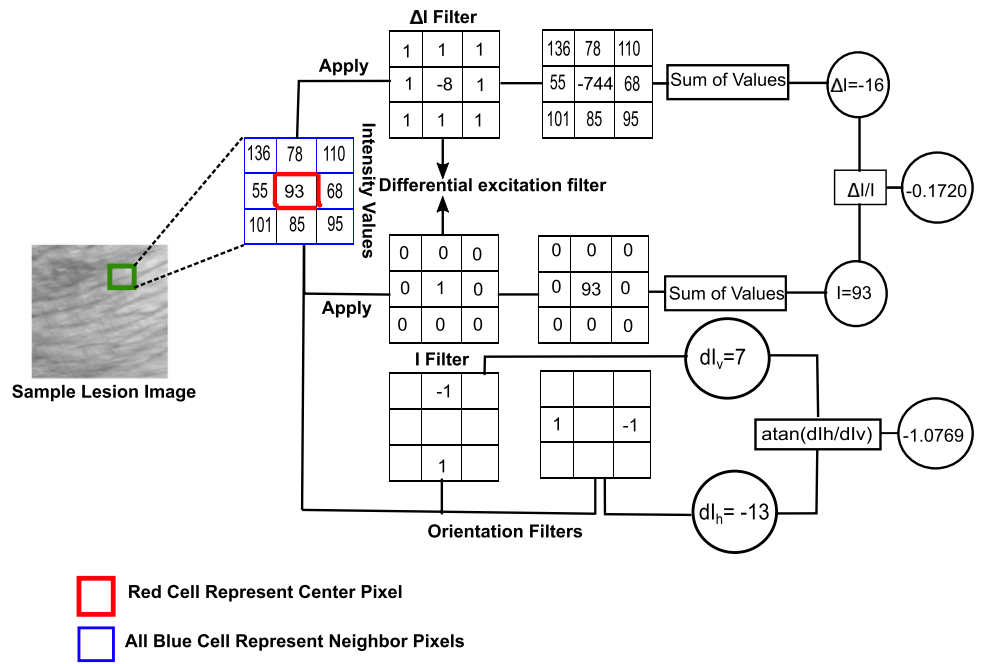 ΔI Filter
1 1 1
1 -8 1
1 1 1
Apply
136 78 110
55 -744 68
101 85 95
Sum of Values
ΔI=-16
136 78 110
55 93 68
101 85 95
Intensity Values
Differential excitation filter
ΔI/I
-0.1720
0 0 0
0 1 0
0 0 0
Apply
I Filter
0 0 0
0 93 0
0 0 0
Sum of Values
I=93
Sample Lesion Image
-1
1
1 -1
dIv=7
atan(dIh/dIv)
-1.0769
dIh= -13
Orientation Filters
Red Cell Represent Center Pixel
All Blue Cell Represent Neighbor Pixels